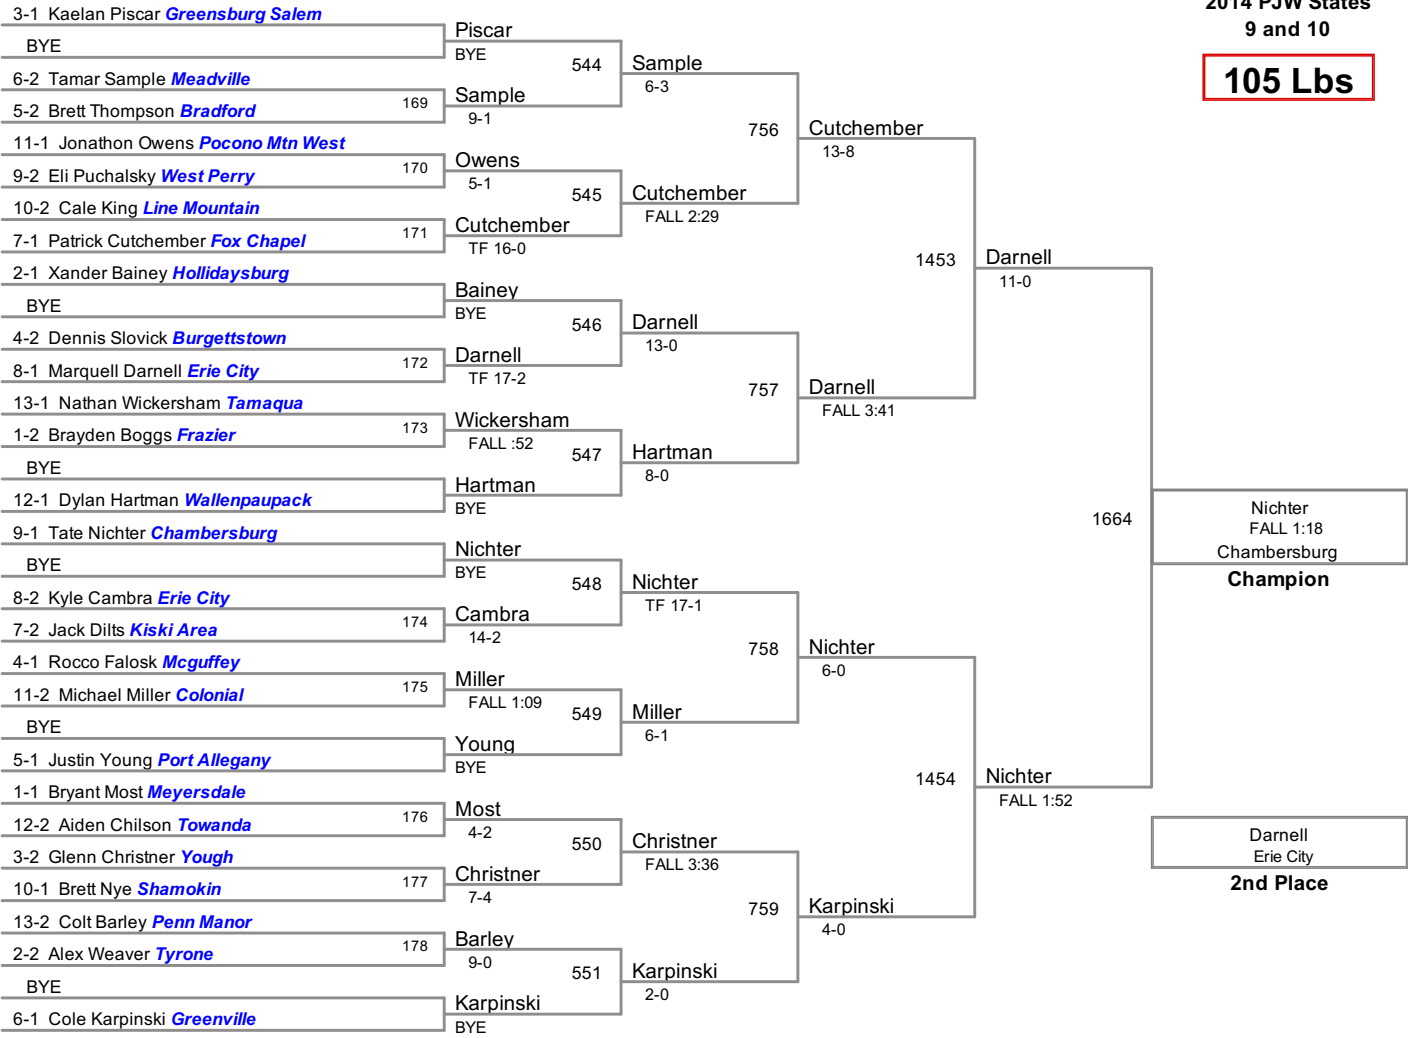 2014 PJW States
9 and 10
105 Lbs
3-1 Kaelan Piscar Greensburg Salem
BYE
6-2 Tamar Sample Meadville
5-2 Brett Thompson Bradford
11-1 Jonathon Owens Pocono Mtn West
9-2 Eli Puchalsky West Perry
10-2 Cale King Line Mountain
7-1 Patrick Cutchember Fox Chapel
2-1 Xander Bainey Hollidaysburg
BYE
4-2 Dennis Slovick Burgettstown
8-1 Marquell Darnell Erie City
13-1 Nathan Wickersham Tamaqua
1-2 Brayden Boggs Frazier
BYE
12-1 Dylan Hartman Wallenpaupack
9-1 Tate Nichter Chambersburg
BYE
8-2 Kyle Cambra Erie City
7-2 Jack Dilts Kiski Area
4-1 Rocco Falosk Mcguffey
11-2 Michael Miller Colonial
BYE
5-1 Justin Young Port Allegany
1-1 Bryant Most Meyersdale
12-2 Aiden Chilson Towanda
3-2 Glenn Christner Yough
10-1 Brett Nye Shamokin
13-2 Colt Barley Penn Manor
2-2 Alex Weaver Tyrone
BYE
6-1 Cole Karpinski Greenville
169
170
171
172
173
174
175
176
177
178
Piscar
BYE
Sample
9-1
Owens
5-1
Cutchember
TF 16-0
Bainey
BYE
Darnell
TF 17-2
Wickersham
FALL :52
Hartman
BYE
Nichter
BYE
Cambra
14-2
Miller
FALL 1:09
Young
BYE
Most
4-2
Christner
7-4
Barley
9-0
Karpinski
BYE
544
545
546
547
548
549
550
551
Sample
6-3
Cutchember
FALL 2:29
Darnell
13-0
Hartman
8-0
Nichter
TF 17-1
Miller
6-1
Christner
FALL 3:36
Karpinski
2-0
756
757
758
759
Cutchember
13-8
Darnell
FALL 3:41
Nichter
6-0
Karpinski
4-0
1453
1454
Darnell
11-0
Nichter
FALL 1:52
1664
Nichter
FALL 1:18
Chambersburg
Champion
Darnell
Erie City
2nd Place